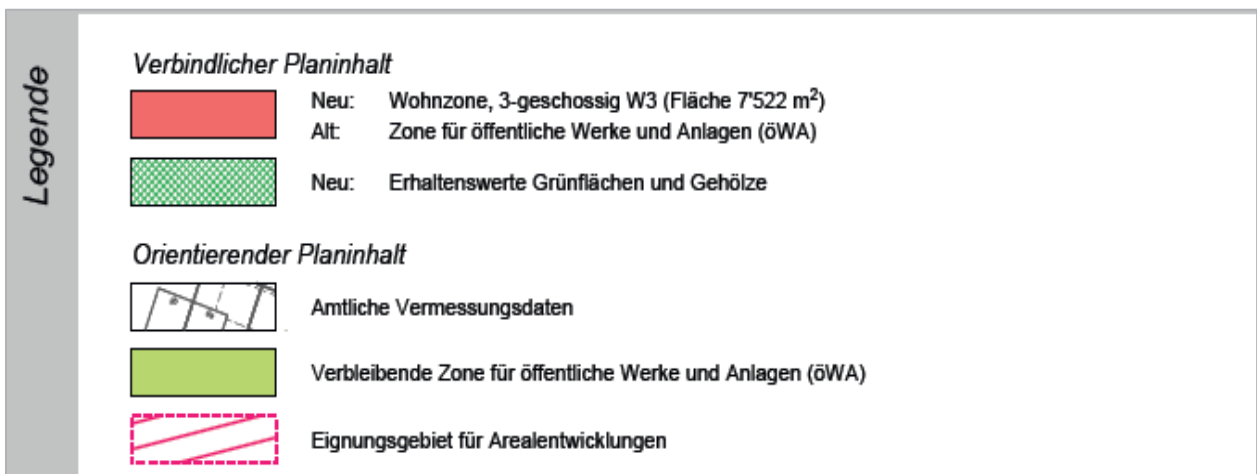 Legende
Verbindlicher Planinhalt
Neu: Wohnzone, 3-geschossig W3 (Fläche 7'522 m²)
Alt: Zone für öffentliche Werke und Anlagen (öWA)
Neu: Erhaltenswerte Grünflächen und Gehölze
Orientierender Planinhalt
Amtliche Vermessungsdaten
Verbleibende Zone für öffentliche Werke und Anlagen (öWA)
Eignungsgebiet für Arealentwicklungen